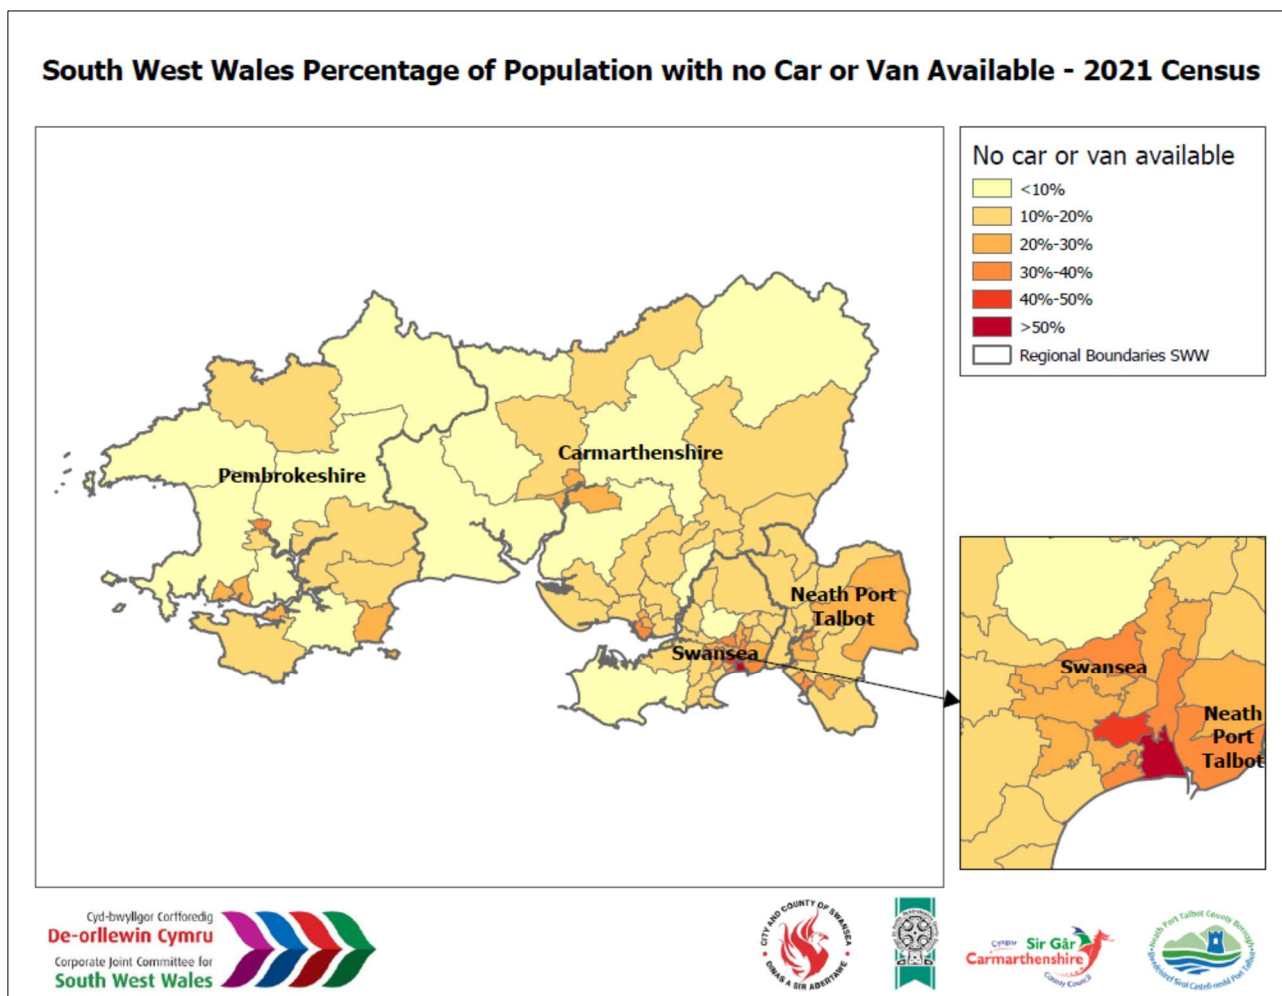 South West Wales Percentage of Population with no Car or Van Available - 2021 Census
No car or van available
<10%
10%-20%
20%-30%
30%-40%
40%-50%
>50%
Regional Boundaries SWW
Carmarthenshire
Pembrokeshire
Neath Port
Talbot
Swansea
Swansea
Neath
Port
Talbot
Cyd-bwyllgor Corfforedig
De-orllewin Cymru
Corporate Joint Committee for
South West Wales
CITY AND COUNTY OF SWANSEA
DINAS A SIR ABERTAWE
Cyngor
Sir Gâr
Carmarthenshire
County Council
Neath Port Talbot County Borough